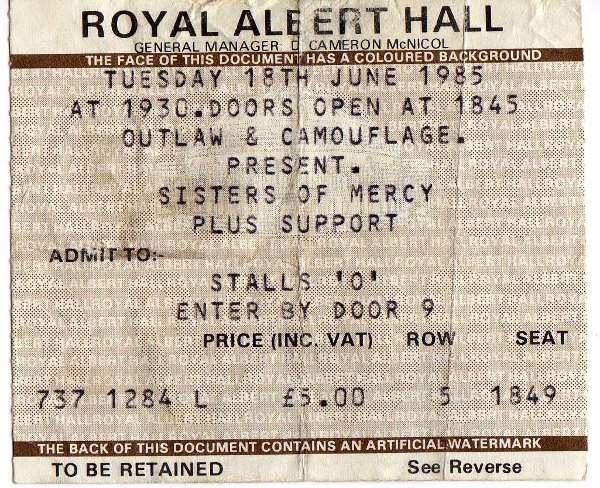 ROYAL ALBERT HALL
GENERAL MANAGER D CAMERON McNICOL
THE FACE OF THIS DOCUMENT HAS A COLOURED BACKGROUND
TUESDAY 18TH JUNE 1985
AT 1930.DOORS OPEN AT 1845
OUTLAW & CAMOUFLAGE.
PRESENT.
SISTERS OF MERCY
PLUS SUPPORT
ADMIT TO:-
STALLS 'O'
ENTER BY DOOR 9
PRICE (INC. VAT) ROW SEAT
737 1284 L £5.00 5 1849
THE BACK OF THIS DOCUMENT CONTAINS AN ARTIFICIAL WATERMARK
TO BE RETAINED See Reverse